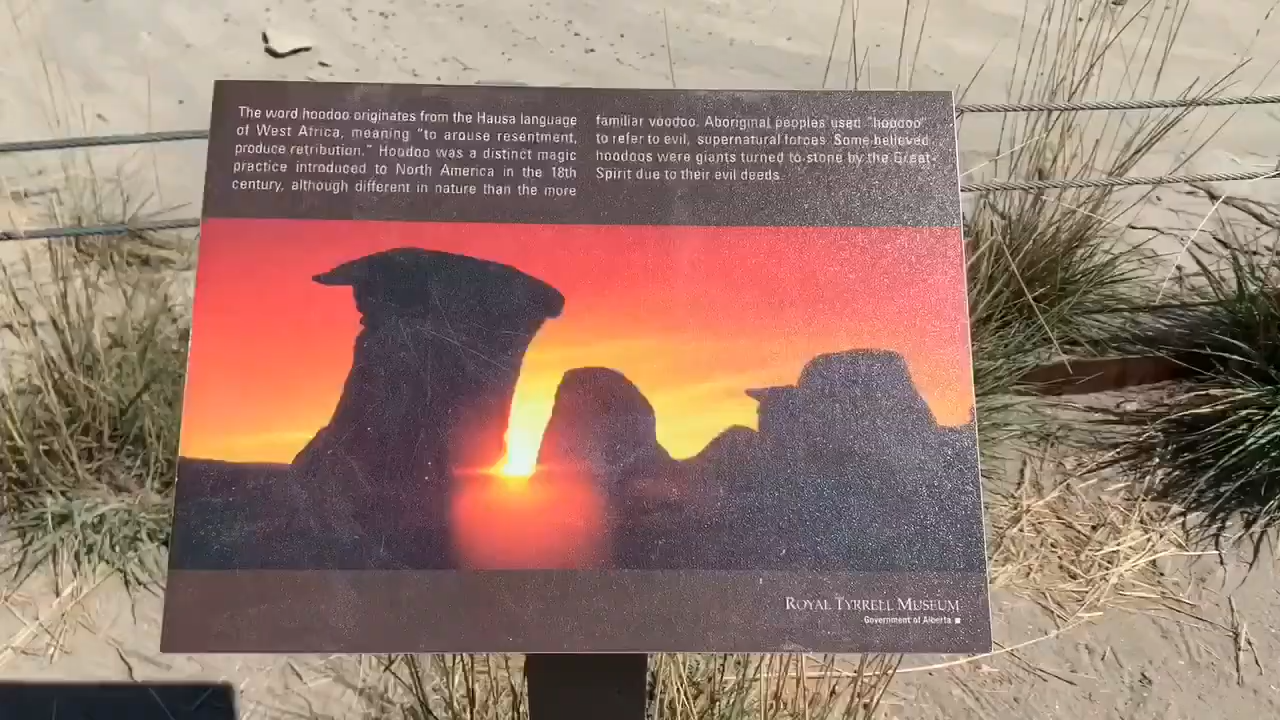 The word hoodoo originates from the Hausa language
of West Africa, meaning "to arouse resentment,
produce retribution." Hoodoo was a distinct magic
practice introduced to North America in the 18th
century, although different in nature than the more
familiar voodoo. Aboriginal peoples used "hoodoo"
to refer to evil, supernatural forces. Some believed
hoodoos were giants turned to stone by the Great
Spirit due to their evil deeds.
ROYAL TYRRELL MUSEUM
Government of Alberta